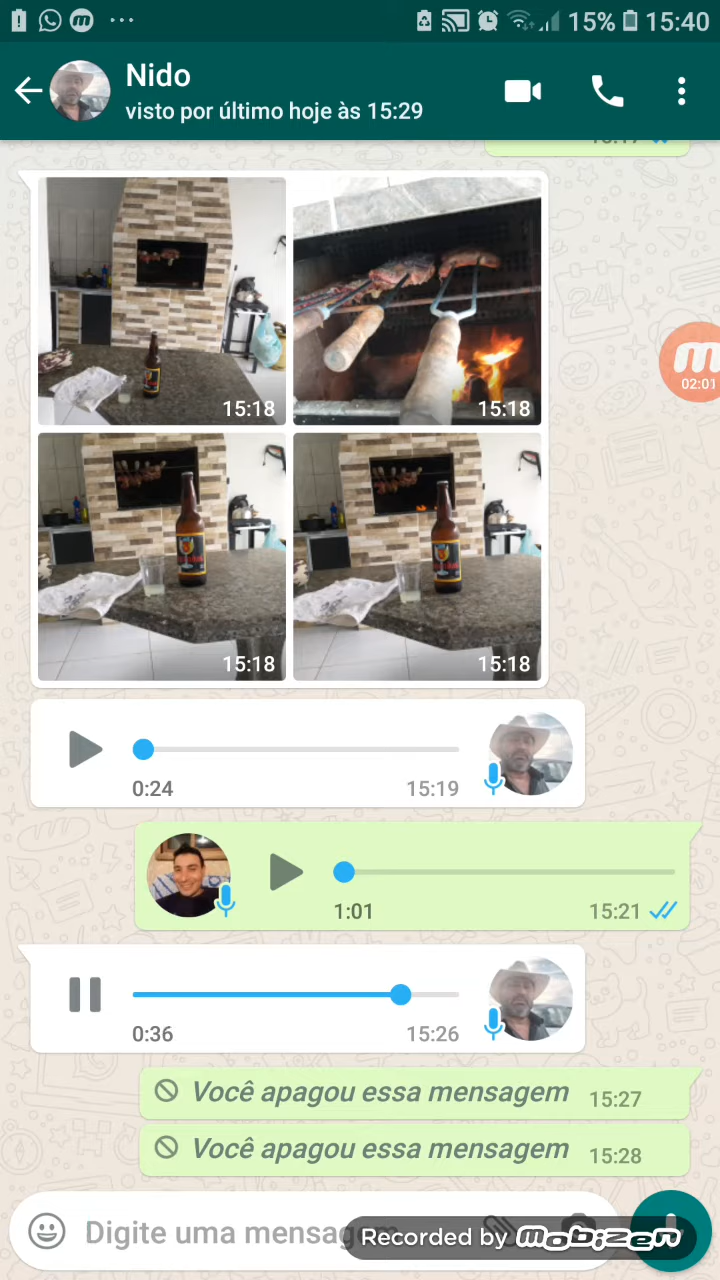 15% 15:40
Nido
visto por último hoje às 15:29
02:01
15:18
15:18
15:18
15:18
0:24 15:19
1:01 15:21
0:36 15:26
Você apagou essa mensagem 15:27
Você apagou essa mensagem 15:28
Digite uma mensagem
Recorded by mobizen